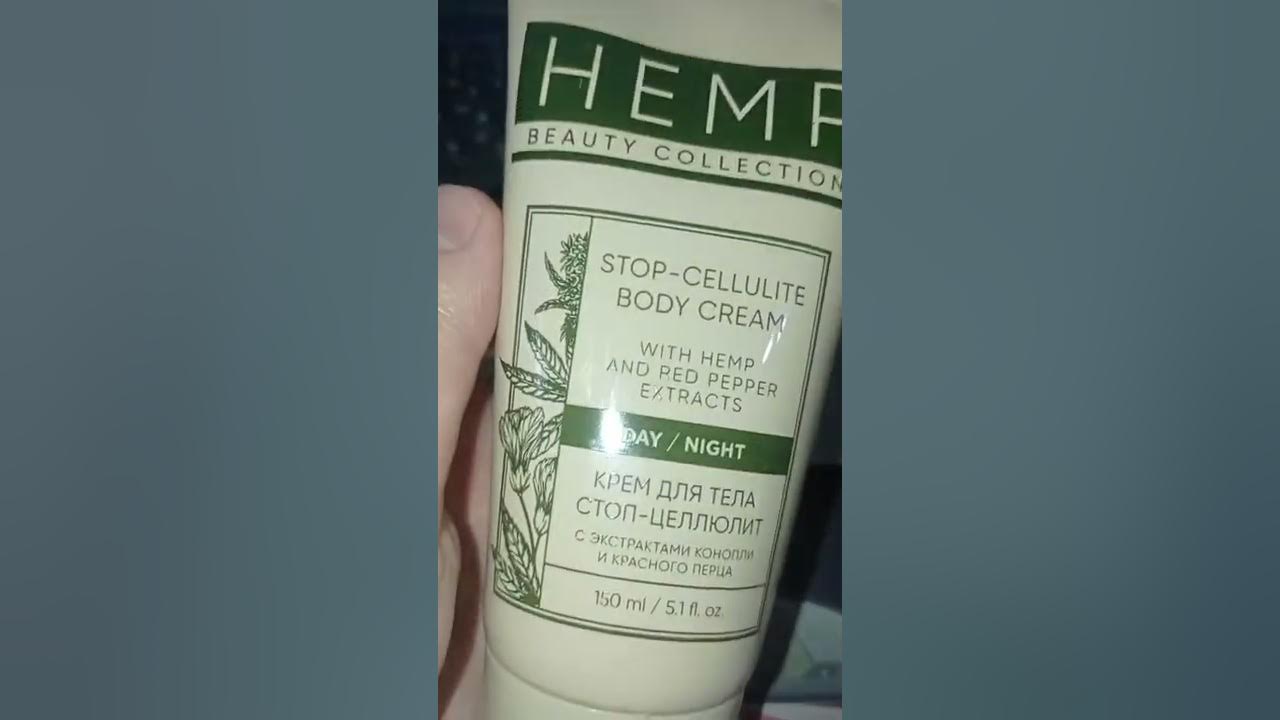 HEMP
BEAUTY COLLECTION
STOP-CELLULITE
BODY CREAM
WITH HEMP
AND RED PEPPER
EXTRACTS
DAY / NIGHT
КРЕМ ДЛЯ ТЕЛА
СТОП-ЦЕЛЛЮЛИТ
С ЭКСТРАКТАМИ КОНОПЛИ
И КРАСНОГО ПЕРЦА
150 ml / 5.1 fl. oz.